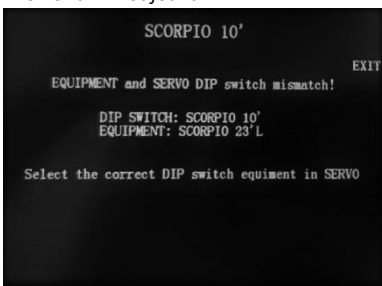 SCORPIO 10'
EXIT
EQUIPMENT and SERVO DIP switch mismatch!
DIP SWITCH: SCORPIO 10'
EQUIPMENT: SCORPIO 23'L
Select the correct DIP switch equiment in SERVO